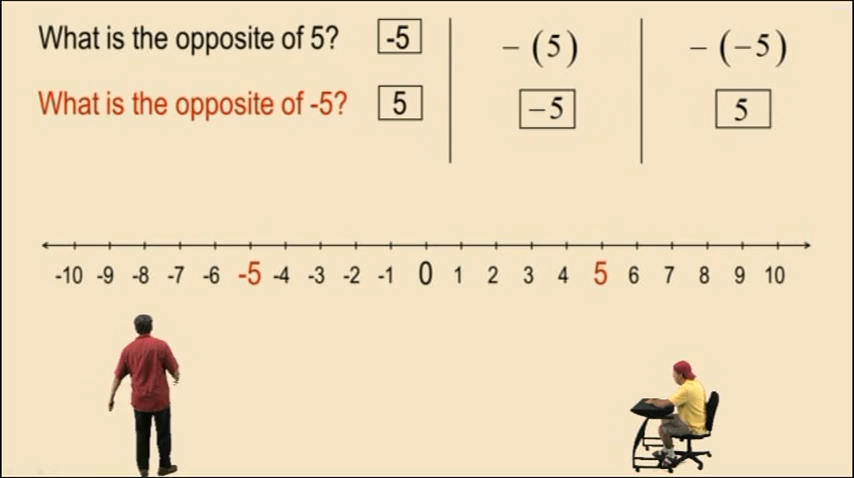 What is the opposite of 5? -5
What is the opposite of -5? 5
− (5)
−5
− (−5)
5
-10 -9 -8 -7 -6 -5 -4 -3 -2 -1 0 1 2 3 4 5 6 7 8 9 10